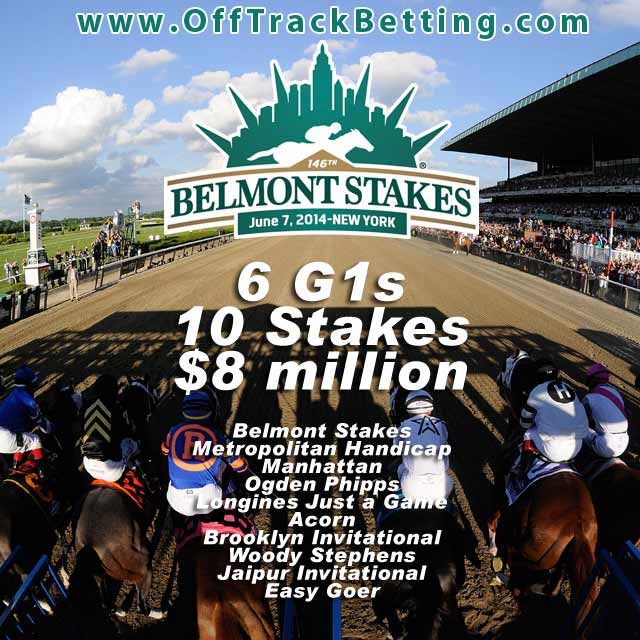 www.OffTrackBetting.com
146TH
BELMONT STAKES
®
June 7, 2014-NEW YORK
6 G1s
10 Stakes
$8 million
Belmont Stakes
Metropolitan Handicap
Manhattan
Ogden Phipps
Longines Just a Game
Acorn
Brooklyn Invitational
Woody Stephens
Jaipur Invitational
Easy Goer